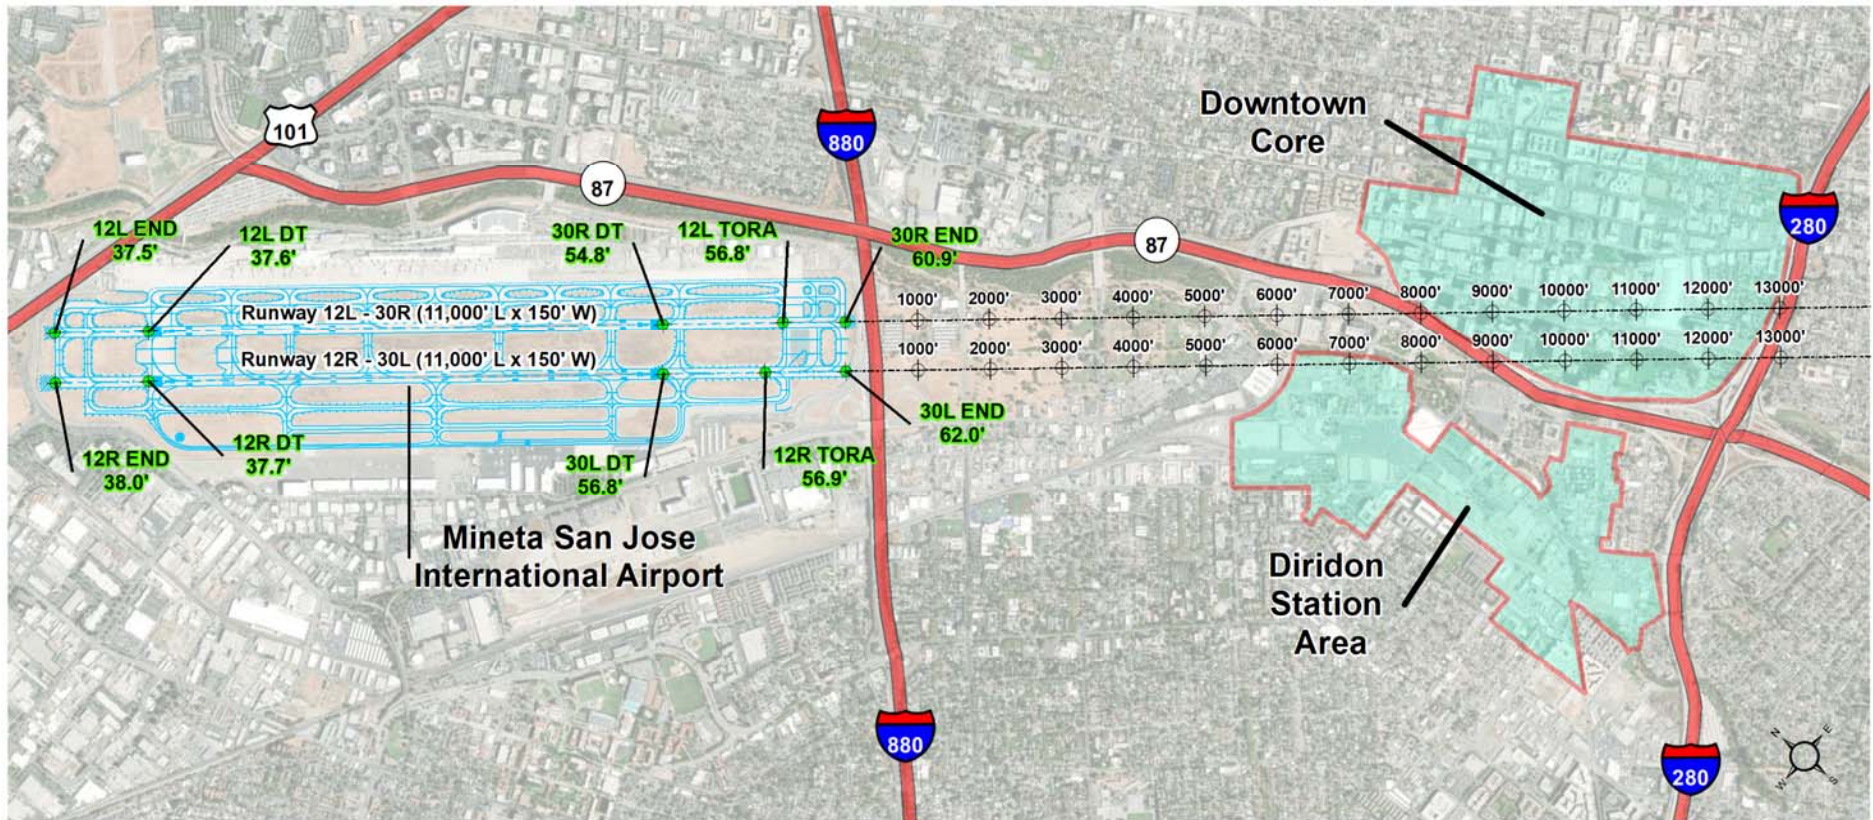 Downtown
Core
101
880
87
280
12L END
37.5'
12L DT
37.6'
30R DT
54.8'
12L TORA
56.8'
30R END
60.9'
87
Runway 12L - 30R (11,000' L x 150' W)
1000' 2000' 3000' 4000' 5000' 6000' 7000' 8000' 9000' 10000' 11000' 12000' 13000'
Runway 12R - 30L (11,000' L x 150' W)
1000' 2000' 3000' 4000' 5000' 6000' 7000' 8000' 9000' 10000' 11000' 12000' 13000'
12R END
38.0'
12R DT
37.7'
30L DT
56.8'
12R TORA
56.9'
30L END
62.0'
Mineta San Jose
International Airport
Diridon
Station
Area
880
280
N
E
W
S